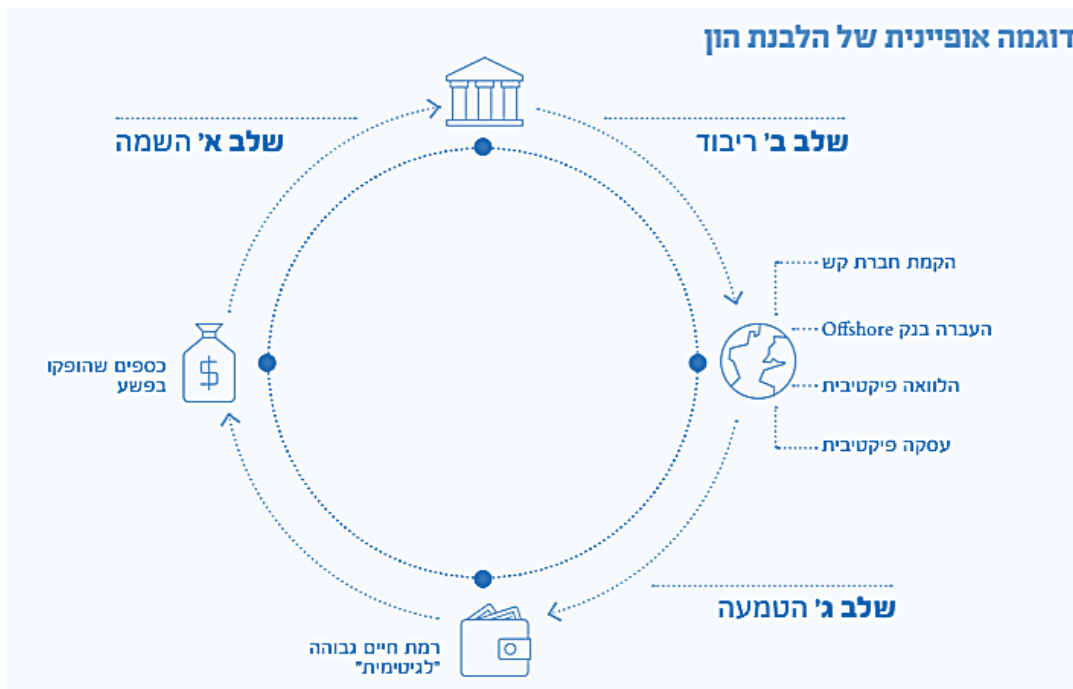 דוגמה אופיינית של הלבנת הון
שלב א' השמה
שלב ב' ריבוד
הקמת חברת קש
העברה בנק Offshore
הלוואה פיקטיבית
עסקה פיקטיבית
שלב ג' הטמעה
רמת חיים גבוהה
"לגיטימית"
כספים שהופקו
בפשע
$